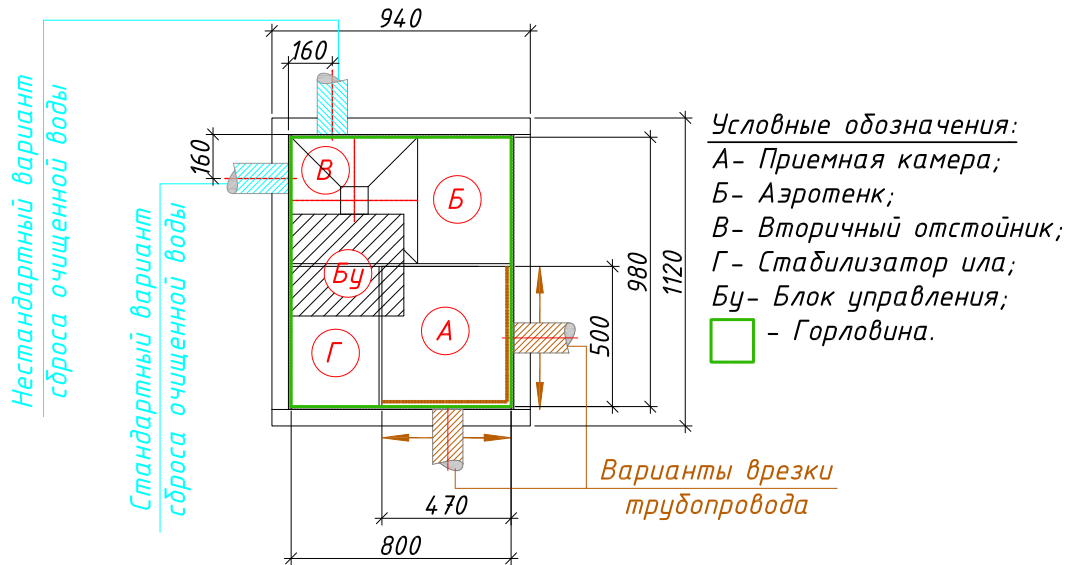 940
160
160
Нестандартный вариант
сброса очищенной воды
Стандартный вариант
сброса очищенной воды
В
Б
Бу
А
Г
980
1120
500
470
800
Варианты врезки
трубопровода
Условные обозначения:
А- Приемная камера;
Б- Аэротенк;
В- Вторичный отстойник;
Г- Стабилизатор ила;
Бу- Блок управления;
- Горловина.